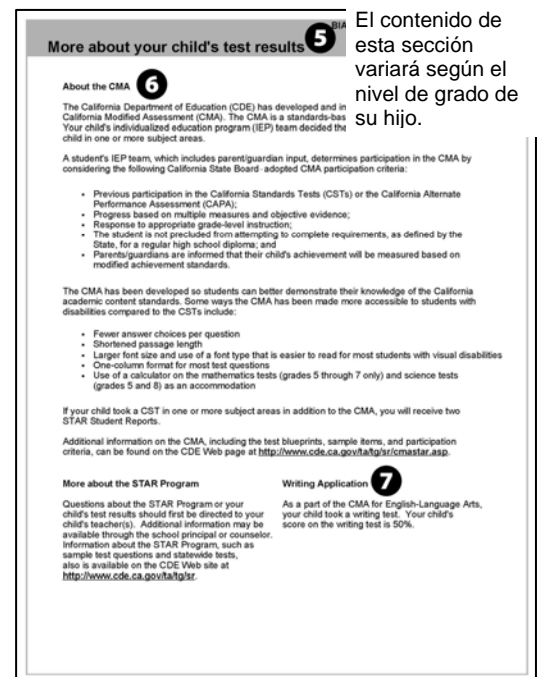 BIA
More about your child's test results 5
El contenido de
esta sección
variará según el
nivel de grado de
su hijo.
About the CMA 6
The California Department of Education (CDE) has developed and in
California Modified Assessment (CMA). The CMA is a standards-bas
Your child's individualized education program (IEP) team decided the
child in one or more subject areas.
A student's IEP team, which includes parent/guardian input, determines participation in the CMA by
considering the following California State Board- adopted CMA participation criteria:
• Previous participation in the California Standards Tests (CSTs) or the California Alternate
Performance Assessment (CAPA);
• Progress based on multiple measures and objective evidence;
• Response to appropriate grade-level instruction;
• The student is not precluded from attempting to complete requirements, as defined by the
State, for a regular high school diploma; and
• Parents/guardians are informed that their child's achievement will be measured based on
modified achievement standards.
The CMA has been developed so students can better demonstrate their knowledge of the California
academic content standards. Some ways the CMA has been made more accessible to students with
disabilities compared to the CSTs include:
• Fewer answer choices per question
• Shortened passage length
• Larger font size and use of a font type that is easier to read for most students with visual disabilities
• One-column format for most test questions
• Use of a calculator on the mathematics tests (grades 5 through 7 only) and science tests
(grades 5 and 8) as an accommodation
If your child took a CST in one or more subject areas in addition to the CMA, you will receive two
STAR Student Reports.
Additional information on the CMA, including the test blueprints, sample items, and participation
criteria, can be found on the CDE Web page at http://www.cde.ca.gov/ta/tg/sr/cmastar.asp.
More about the STAR Program
Questions about the STAR Program or your
child's test results should first be directed to your
child's teacher(s). Additional information may be
available through the school principal or counselor.
Information about the STAR Program, such as
sample test questions and statewide tests,
also is available on the CDE Web site at
http://www.cde.ca.gov/ta/tg/sr.
Writing Application 7
As a part of the CMA for English-Language Arts,
your child took a writing test. Your child's
score on the writing test is 50%.